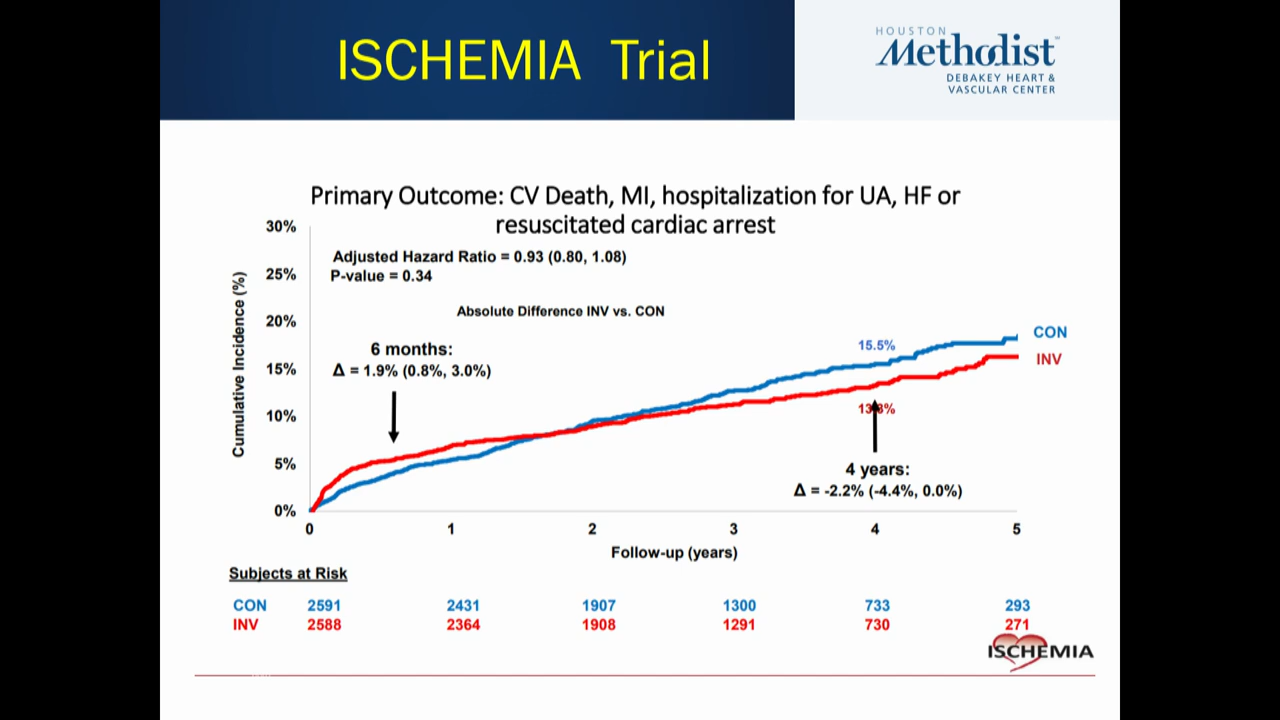 ISCHEMIA Trial
HOUSTON
Methodist
DEBAKEY HEART &
VASCULAR CENTER
Primary Outcome: CV Death, MI, hospitalization for UA, HF or
resuscitated cardiac arrest
30%
25%
20%
15%
10%
5%
0%
Cumulative Incidence (%)
Adjusted Hazard Ratio = 0.93 (0.80, 1.08)
P-value = 0.34
Absolute Difference INV vs. CON
6 months:
Δ = 1.9% (0.8%, 3.0%)
15.5%
CON
INV
4 years:
Δ = -2.2% (-4.4%, 0.0%)
0 1 2 3 4 5
Follow-up (years)
Subjects at Risk
CON 2591 2431 1907 1300 733 293
INV 2588 2364 1908 1291 730 271
ISCHEMIA